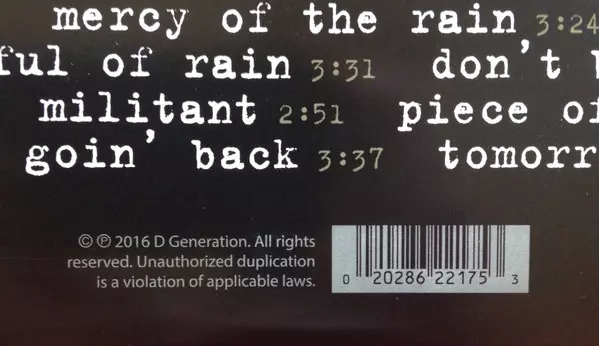 mercy of the rain 3:24
ful of rain 3:31 don't
militant 2:51 piece of
goin' back 3:37 tomorr
© ℗ 2016 D Generation. All rights
reserved. Unauthorized duplication
is a violation of applicable laws.
0 20286 22175 3